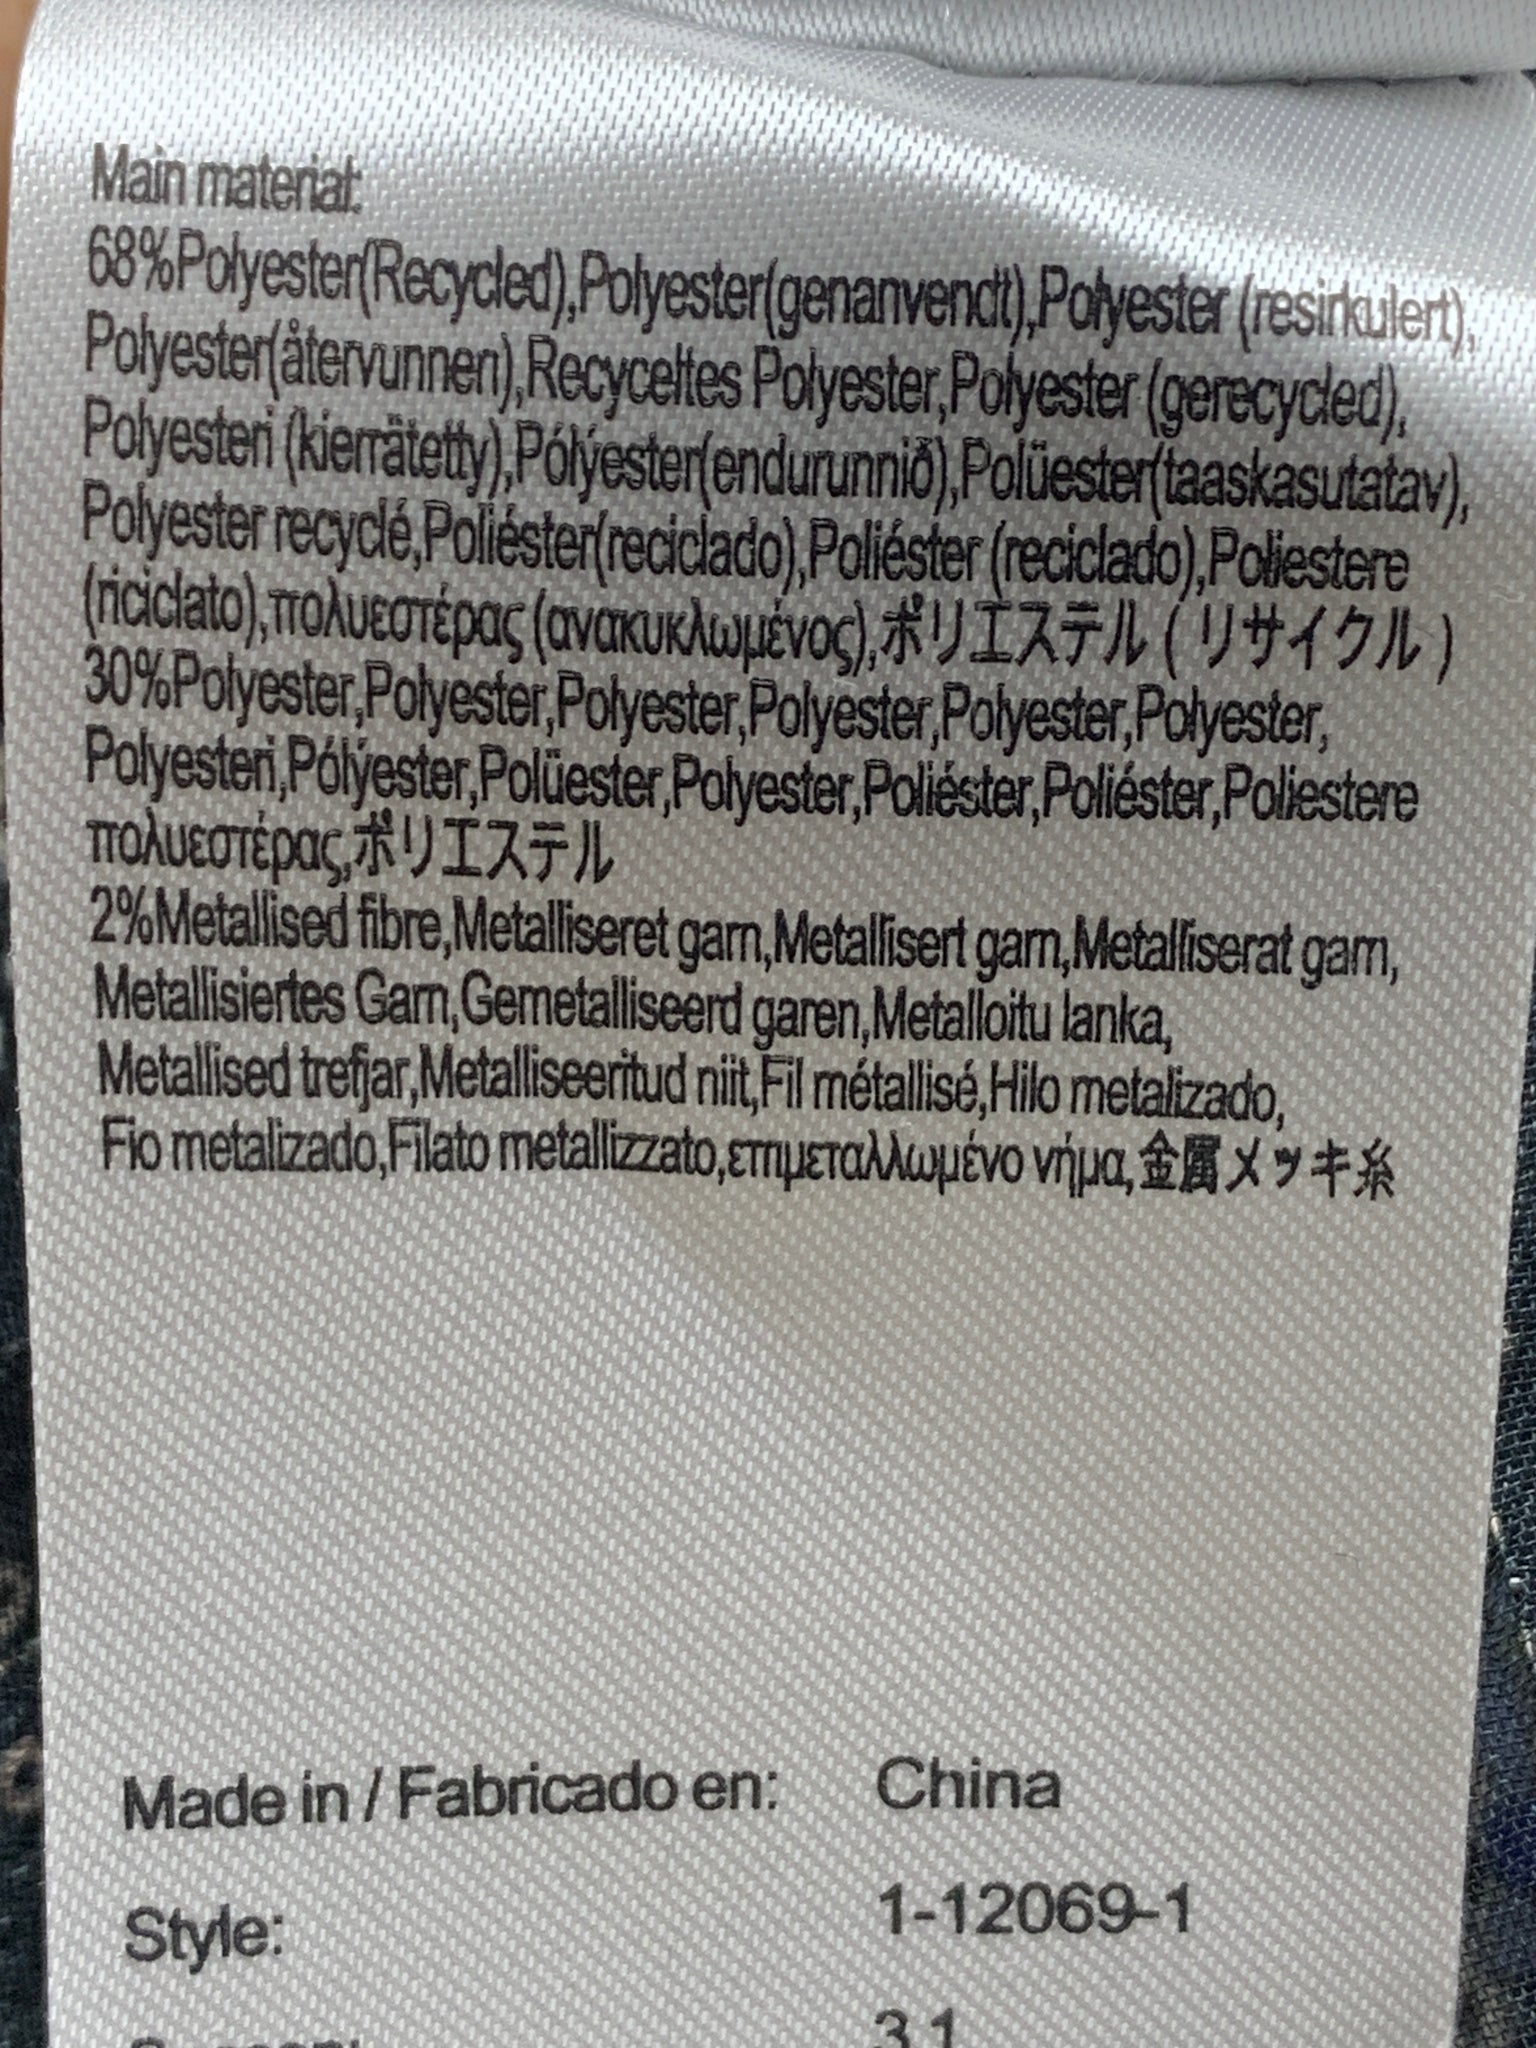 Main material:
68%Polyester(Recycled),Polyester(genanvendt),Polyester (resirkulert),
Polyester(återvunnen),Recyceltes Polyester,Polyester (gerecycled),
Polyesteri (kierrätetty),Pólýester(endurunnið),Polüester(taaskasutatav),
Polyester recyclé,Poliéster(reciclado),Poliéster (reciclado),Poliestere
(riciclato),πολυεστέρας (ανακυκλωμένος),ポリエステル ( リサイクル )
30%Polyester,Polyester,Polyester,Polyester,Polyester,Polyester,
Polyesteri,Pólýester,Polüester,Polyester,Poliéster,Poliéster,Poliestere
πολυεστέρας,ポリエステル
2%Metallised fibre,Metalliseret garn,Metallisert garn,Metalliserat garn,
Metallisiertes Garn,Gemetalliseerd garen,Metalloitu lanka,
Metallised trefjar,Metalliseeritud niit,Fil métallisé,Hilo metalizado,
Fio metalizado,Filato metallizzato,επιμεταλλωμένο νήμα,金属メッキ糸
Made in / Fabricado en: China
Style: 1-12069-1
3.1